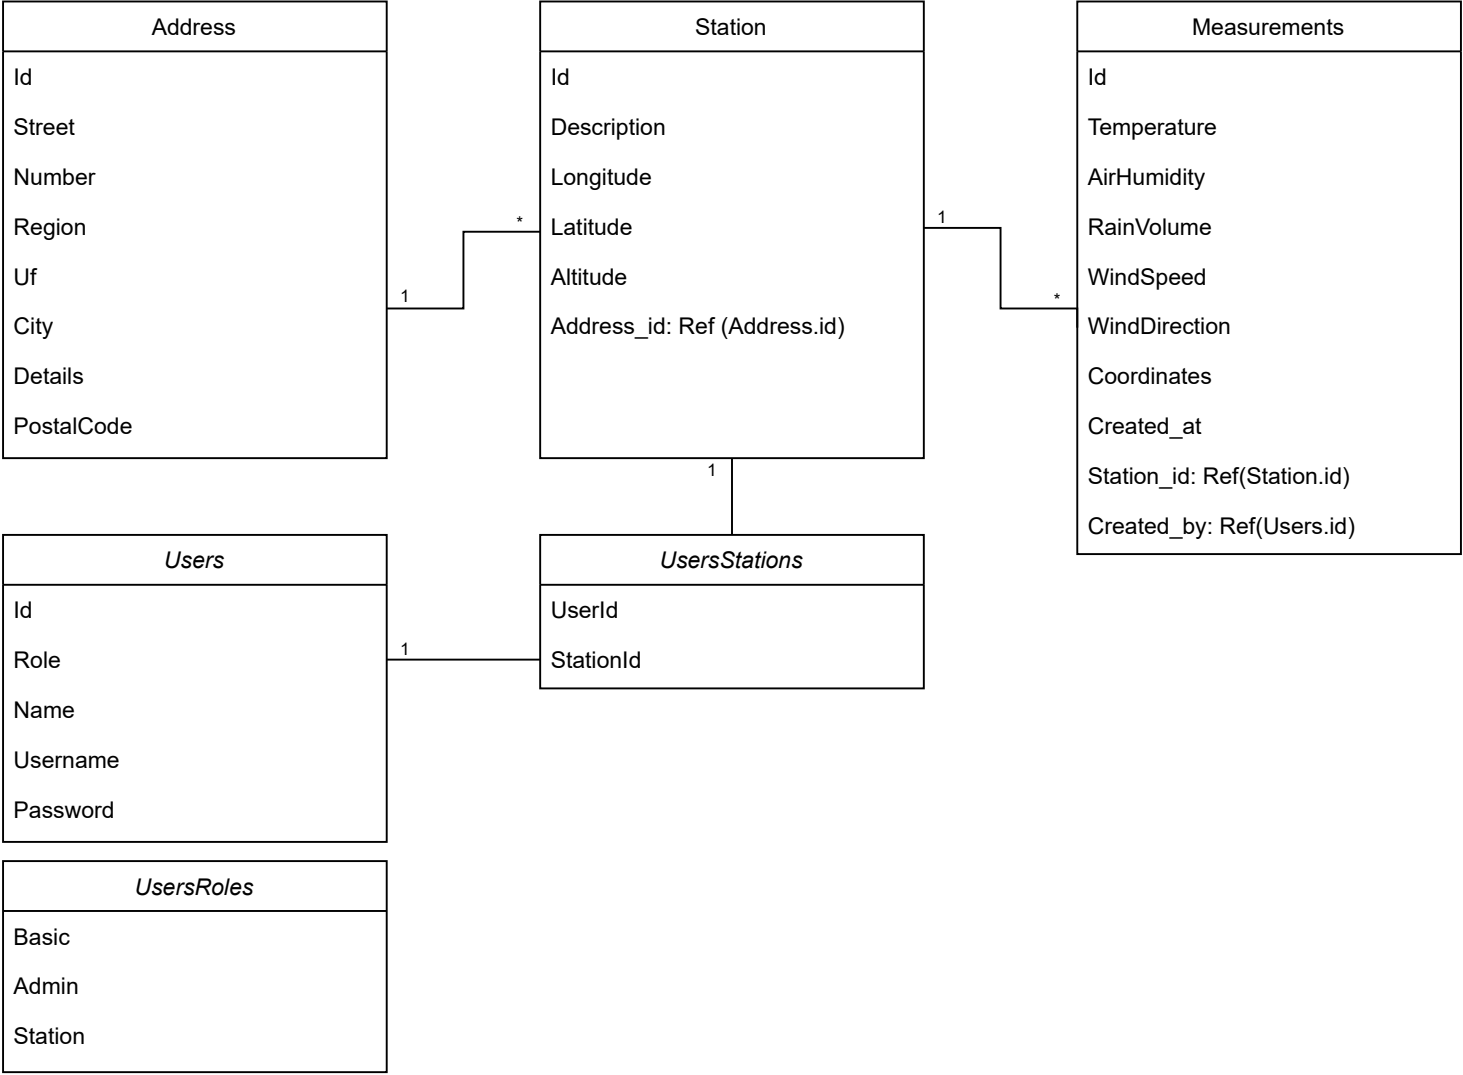 Address
Id
Street
Number
Region
Uf
City
Details
PostalCode
1
*
Station
Id
Description
Longitude
Latitude
Altitude
Address_id: Ref (Address.id)
1
*
Measurements
Id
Temperature
AirHumidity
RainVolume
WindSpeed
WindDirection
Coordinates
Created_at
Station_id: Ref(Station.id)
Created_by: Ref(Users.id)
1
Users
Id
Role
Name
Username
Password
1
UsersStations
UserId
StationId
UsersRoles
Basic
Admin
Station